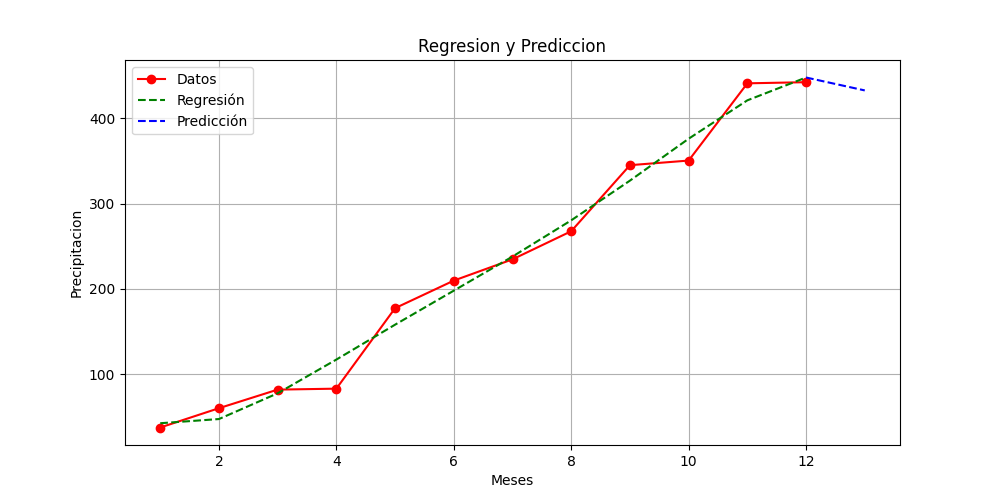 Regresion y Prediccion
Datos
Regresión
Predicción
Precipitacion
400
300
200
100
2 4 6 8 10 12
Meses